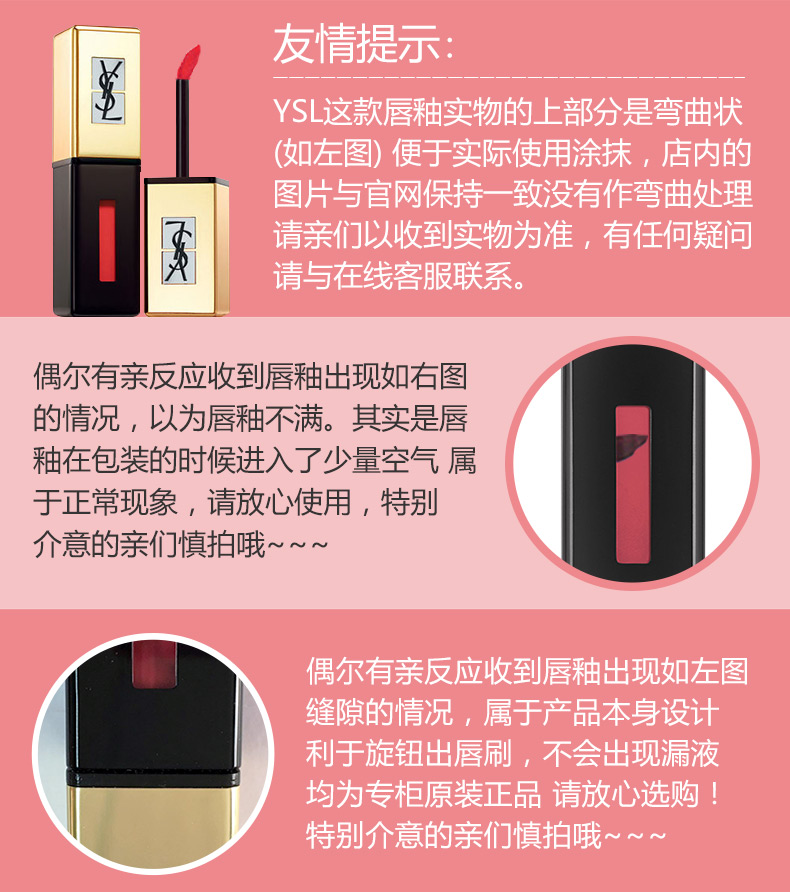 友情提示:
YSL这款唇釉实物的上部分是弯曲状
(如左图) 便于实际使用涂抹，店内的
图片与官网保持一致没有作弯曲处理
请亲们以收到实物为准，有任何疑问
请与在线客服联系。
YSL
YSL
偶尔有亲反应收到唇釉出现如右图
的情况，以为唇釉不满。其实是唇
釉在包装的时候进入了少量空气 属
于正常现象，请放心使用，特别
介意的亲们慎拍哦~~~
偶尔有亲反应收到唇釉出现如左图
缝隙的情况，属于产品本身设计
利于旋钮出唇刷，不会出现漏液
均为专柜原装正品 请放心选购！
特别介意的亲们慎拍哦~~~